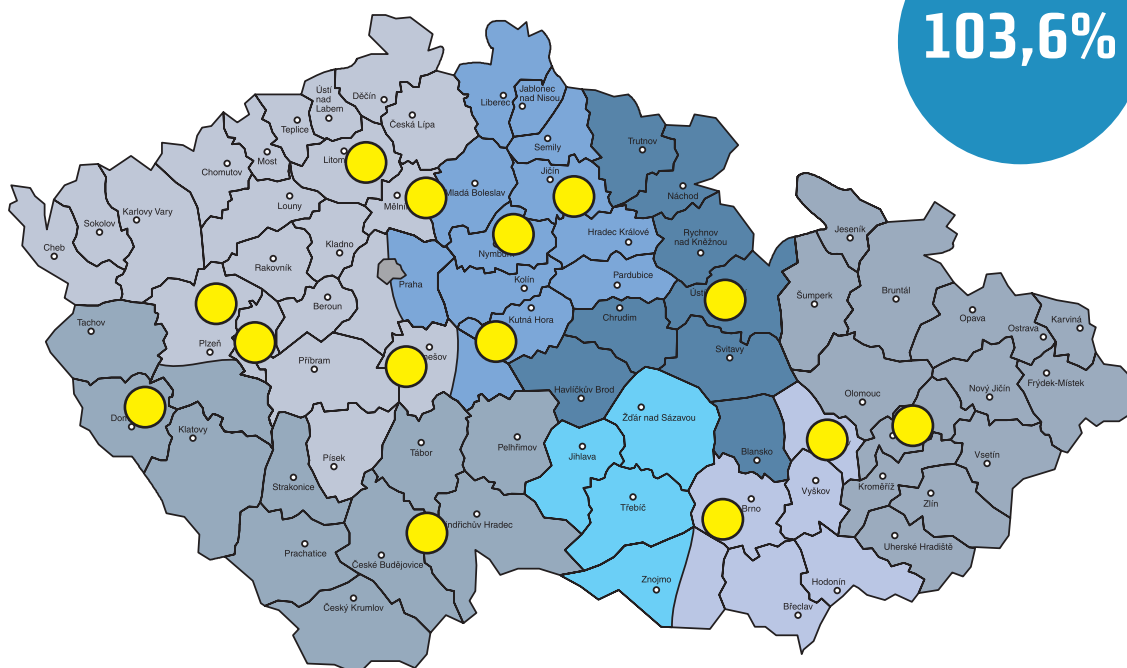 103,6%
Děčín
Ústí
nad
Labem
Teplice
Česká Lípa
Liberec
Jablonec
nad Nisou
Semily
Trutnov
Most
Chomutov
Litom
Jičín
Náchod
Louny
Mělní
Mladá Boleslav
Karlovy Vary
Sokolov
Cheb
Kladno
Rakovník
Nymbur
Hradec Králové
Rychnov
nad Kněžnou
Jeseník
Praha
Kolín
Pardubice
Ústí
Šumperk
Bruntál
Beroun
Kutná Hora
Chrudim
Opava
Ostrava
Karviná
Tachov
Plzeň
Příbram
nešov
Svitavy
Havlíčkův Brod
Olomouc
Nový Jičín
Frýdek-Místek
Dom
Klatovy
Žďár nad Sázavou
Písek
Tábor
Pelhřimov
Jihlava
Blansko
Vsetín
Strakonice
Vyškov
Kroměříž
Zlín
Třebíč
Brno
Jindřichův Hradec
Prachatice
České Budějovice
Uherské Hradiště
Znojmo
Hodonín
Český Krumlov
Břeclav